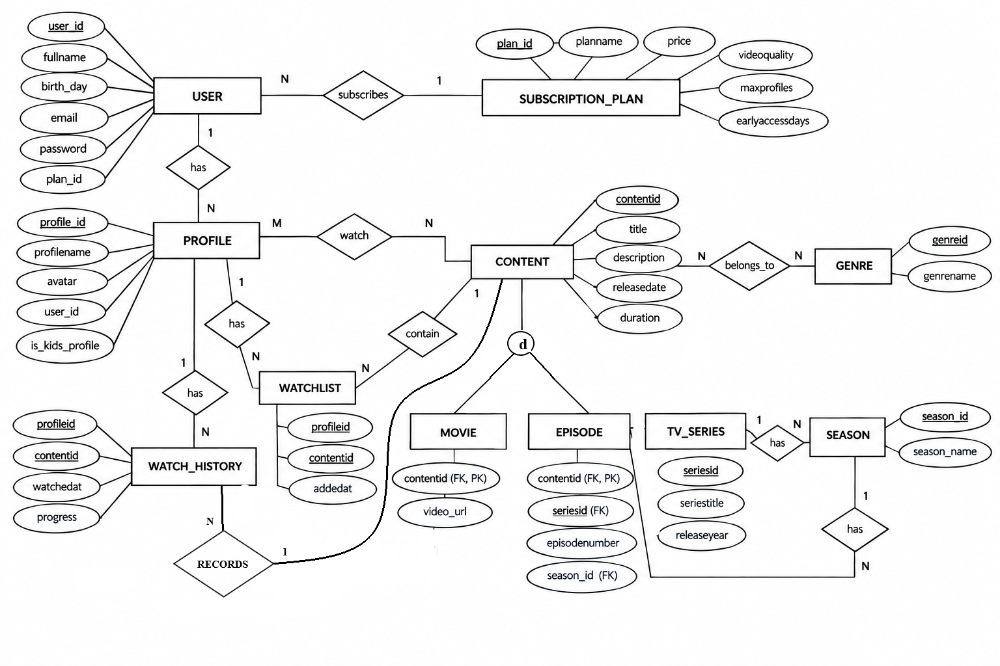 user_id
fullname
birth_day
email
password
plan_id
USER
N
subscribes
1
plan_id
planname
price
videoquality
maxprofiles
earlyaccessdays
SUBSCRIPTION_PLAN
1
has
N
profile_id
profilename
avatar
user_id
is_kids_profile
PROFILE
M
watch
N
contentid
title
description
releasedate
duration
CONTENT
N
belongs_to
N
GENRE
genreid
genrename
1
has
N
1
contain
N
WATCHLIST
profileid
contentid
addedat
1
has
N
profileid
contentid
watchedat
progress
WATCH_HISTORY
N
RECORDS
1
d
MOVIE
contentid (FK, PK)
video_url
EPISODE
contentid (FK, PK)
seriesid (FK)
episodenumber
season_id (FK)
TV_SERIES
seriesid
seriestitle
releaseyear
1
has
N
SEASON
season_id
season_name
1
has
N